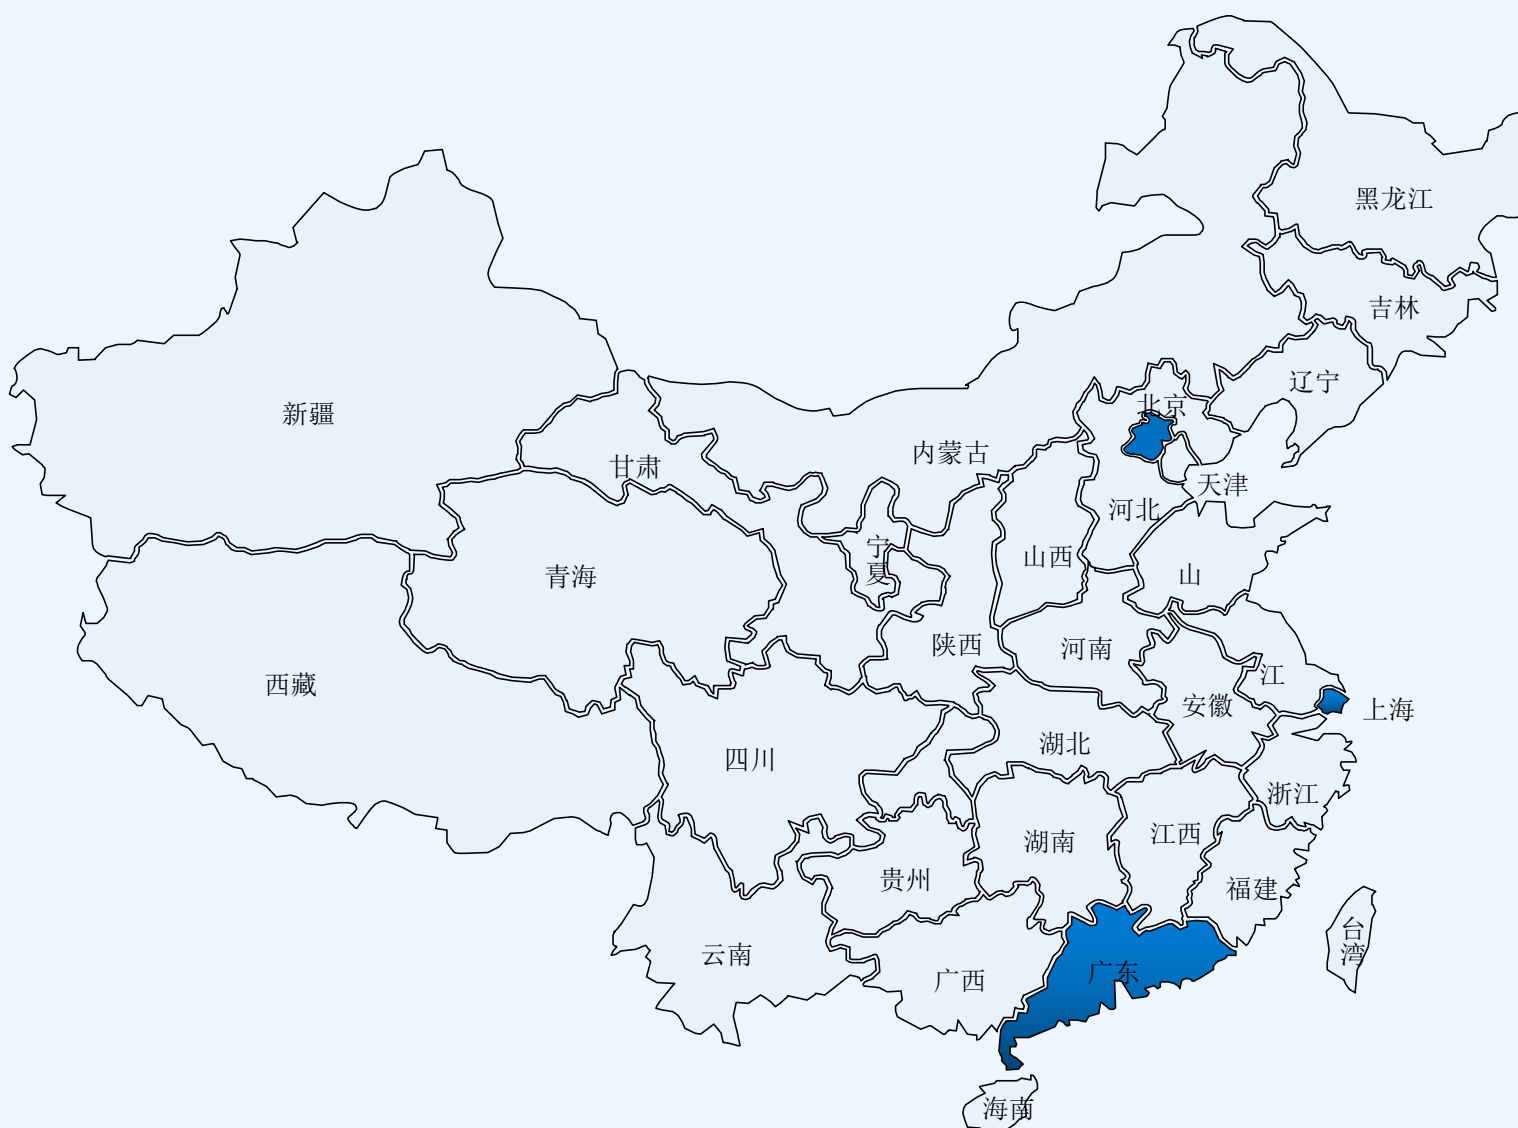 黑龙江
吉林
辽宁
北京
新疆
内蒙古
甘肃
天津
河北
宁
夏
山西
青海
山
陕西
河南
江
西藏
安徽
上海
湖北
四川
浙江
江西
湖南
贵州
福建
台
湾
云南
广东
广西
海南